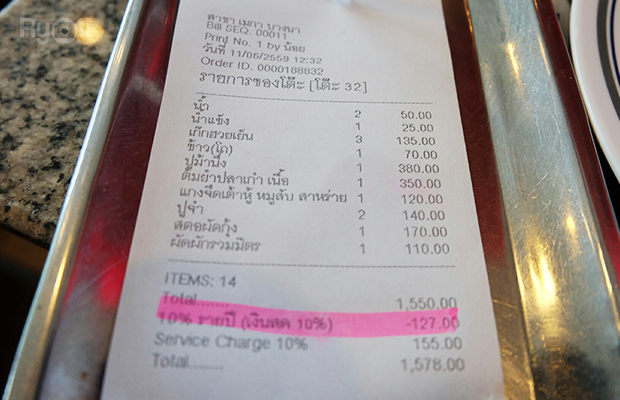 สาขา เมกา บางนา
Bill SEQ. 00011
Print No. 1 by น้อย
วันที่ 11/06/2559 12:32
Order ID. 0000188832
รายการของโต๊ะ [โต๊ะ 32]
น้ำ 2 50.00
น้ำแข็ง 1 25.00
เก๊กฮวยเย็น 3 135.00
ข้าว(โถ) 1 70.00
ปูม้านึ่ง 1 380.00
ต้มยำปลาเก๋า เนื้อ 1 350.00
แกงจืดเต้าหู้ หมูสับ สาหร่าย 1 120.00
ปูจ๋า 2 140.00
สตอผัดกุ้ง 1 170.00
ผัดผักรวมมิตร 1 110.00
ITEMS: 14
Total....... 1,550.00
10% รายปี (เงินสด 10%) -127.00
Service Charge 10% 155.00
Total....... 1,578.00